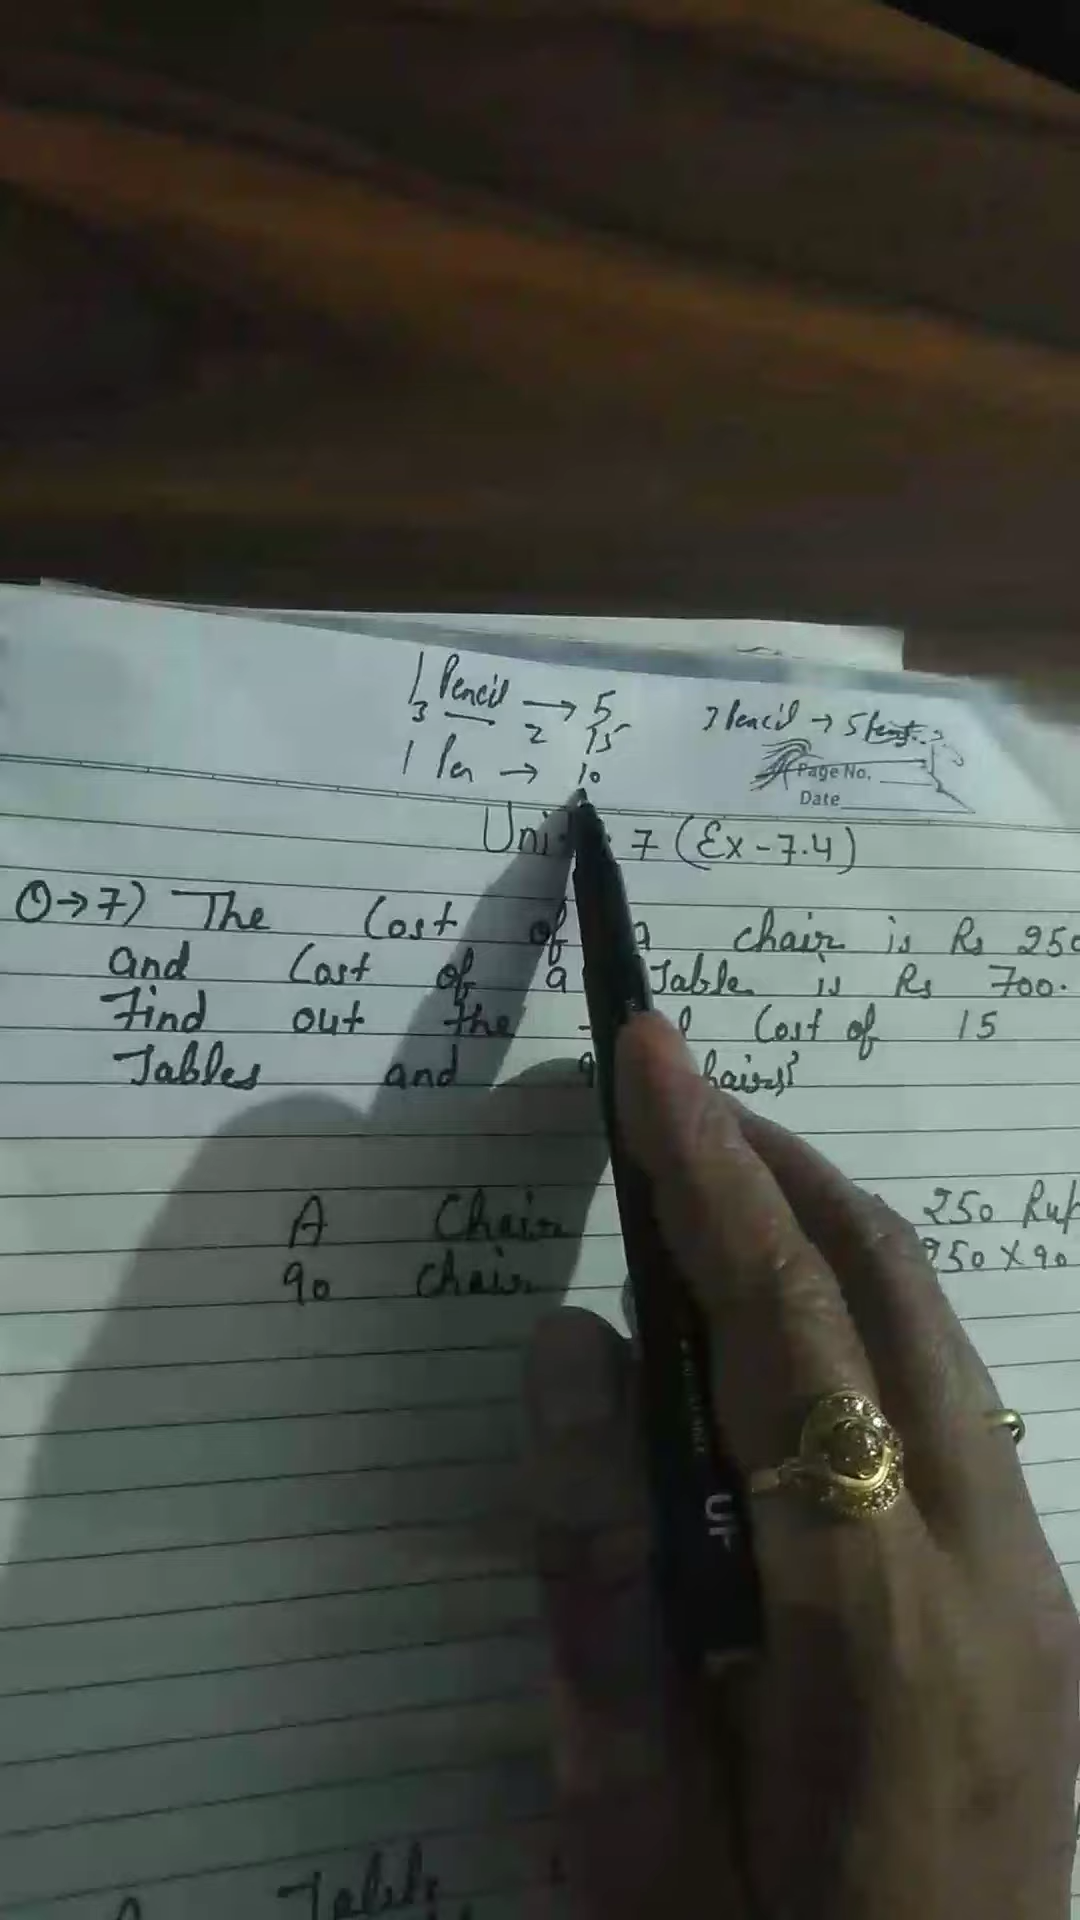 1 Pencil → 5
3 — 2 15
1 Pen → 10
3 Pencil → 5
Page No.
Date
7 (Ex-7.4)
Q→7) The Cost of a chair is Rs 250
and Cost of a Table is Rs 700.
Find out the Cost of 15
Tables and
A Chair 250
90 Chair 250 X 90
Table